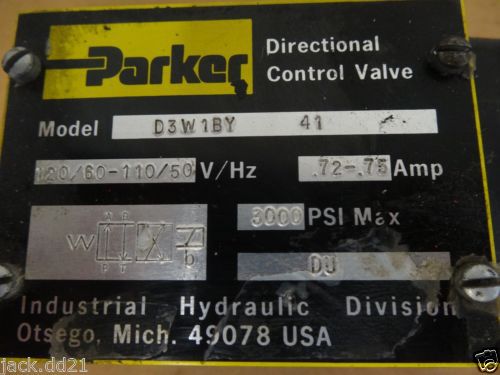 Parker
Directional
Control Valve
Model D3W1BY 41
120/60-110/50 V/Hz .72-.75 Amp
3000 PSI Max
A B
P T
b
DU
Industrial Hydraulic Division
Otsego, Mich. 49078 USA
jack.dd21